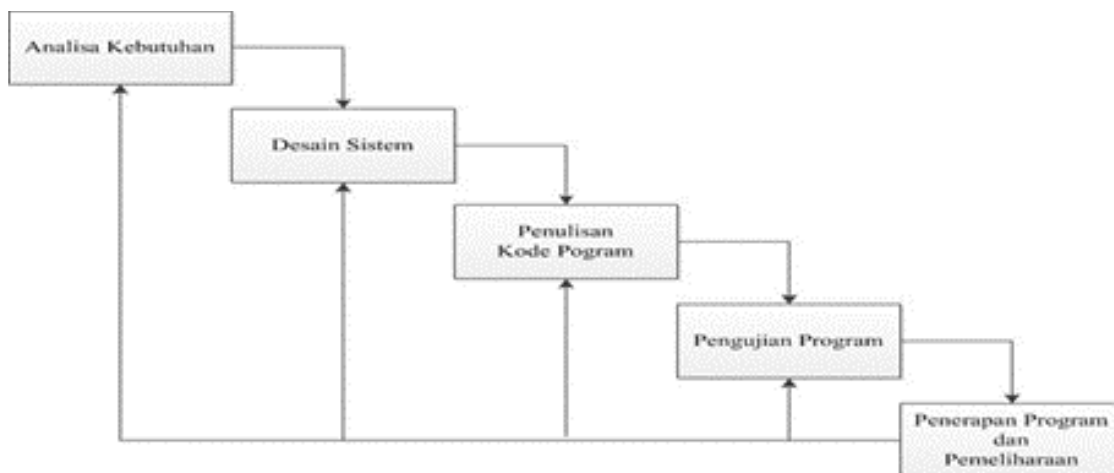 Analisa Kebutuhan
Desain Sistem
Penulisan
Kode Pogram
Pengujian Program
Penerapan Program
dan
Pemeliharaan